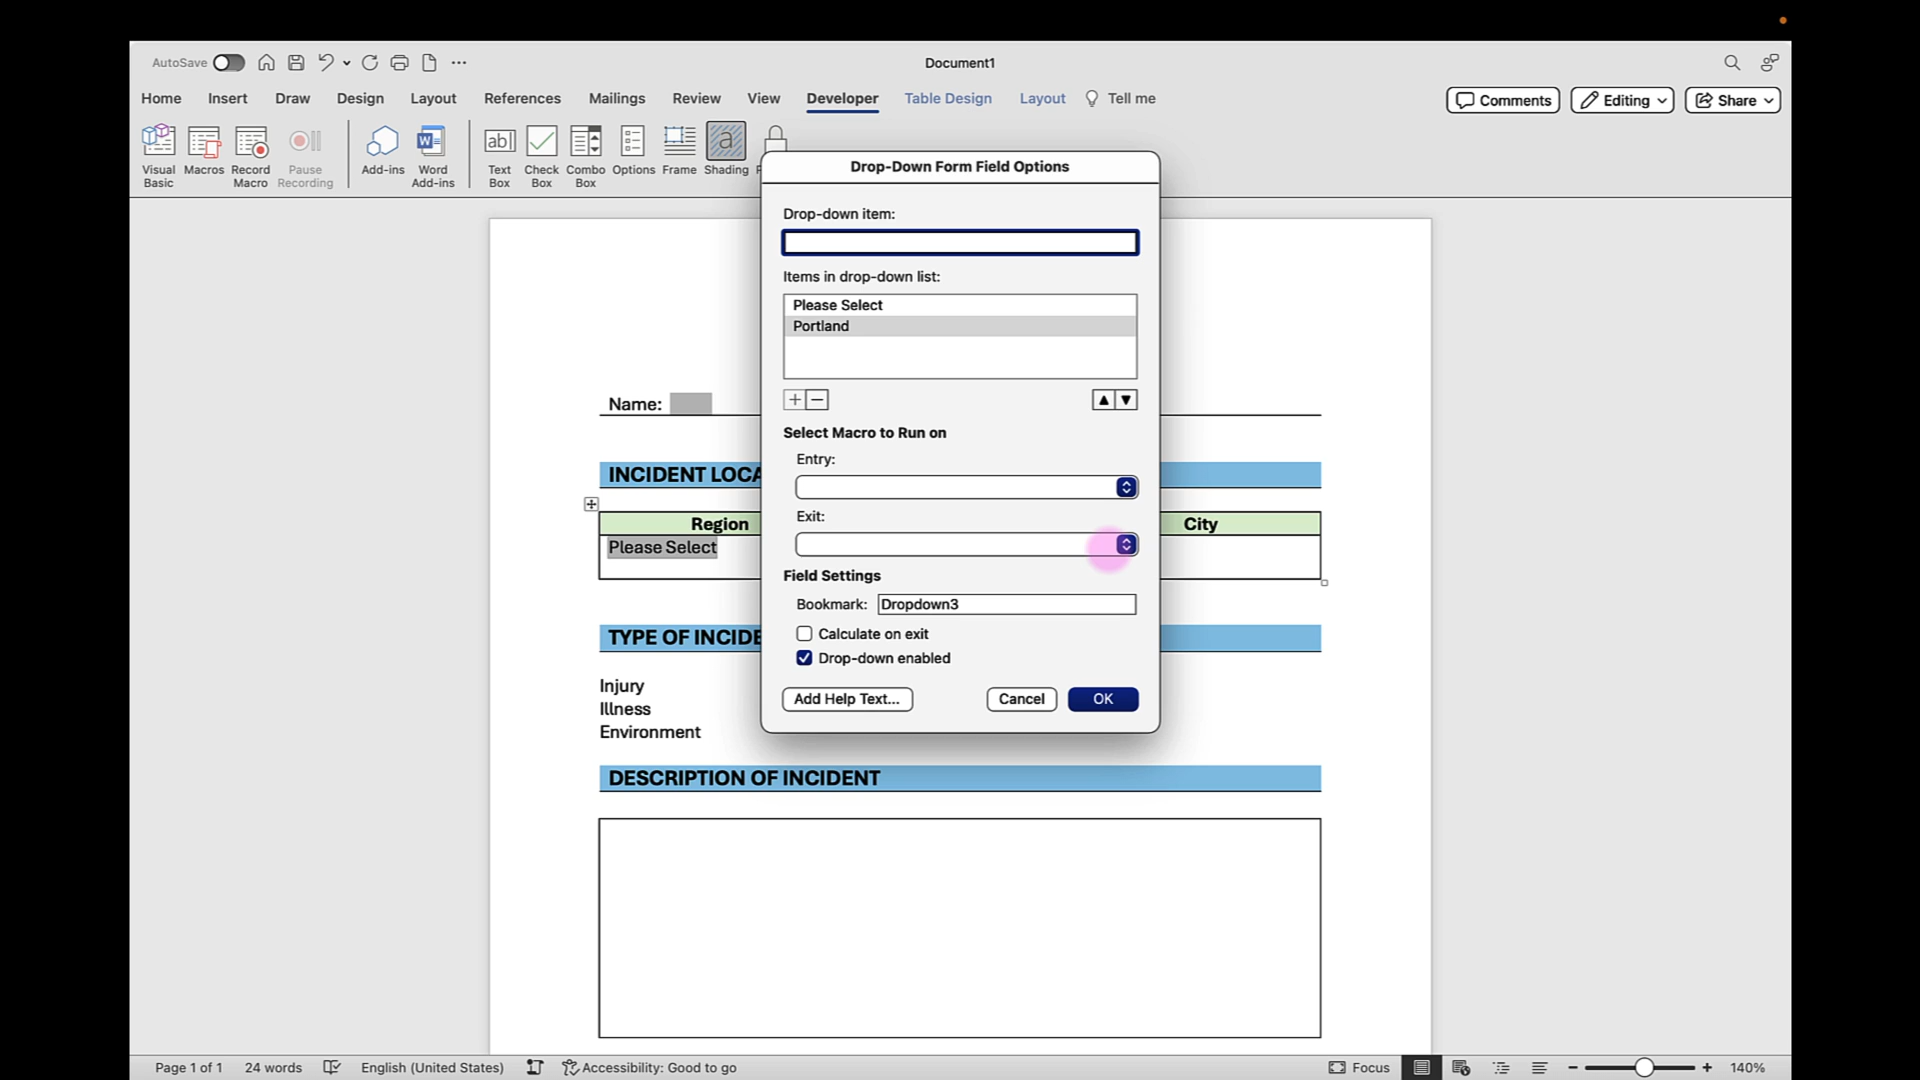 AutoSave
Document1
Home Insert Draw Design Layout References Mailings Review View Developer Table Design Layout Tell me
Comments Editing Share
Visual Basic
Macros
Record Macro
Pause Recording
Add-ins
Word Add-ins
Text Box
Check Box
Combo Box
Options
Frame
Shading
Drop-Down Form Field Options
Drop-down item:
Items in drop-down list:
Please Select
Portland
Select Macro to Run on
Entry:
Exit:
Field Settings
Bookmark: Dropdown3
Calculate on exit
Drop-down enabled
Add Help Text... Cancel OK
Name:
INCIDENT LOCA
Region City
Please Select
TYPE OF INCIDE
Injury
Illness
Environment
DESCRIPTION OF INCIDENT
Page 1 of 1 24 words English (United States) Accessibility: Good to go Focus 140%